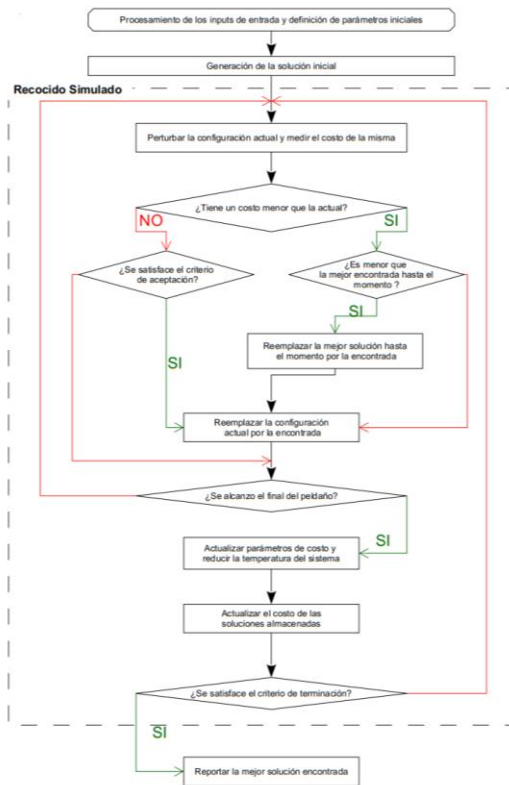 Procesamiento de los inputs de entrada y definición de parámetros iniciales
Generación de la solución inicial
Recocido Simulado
Perturbar la configuración actual y medir el costo de la misma
¿Tiene un costo menor que la actual?
NO
SI
¿Se satisface el criterio
de aceptación?
¿Es menor que
la mejor encontrada hasta el
momento ?
SI
Reemplazar la mejor solución hasta
el momento por la encontrada
SI
Reemplazar la configuración
actual por la encontrada
¿Se alcanzo el final del peldaño?
SI
Actualizar parámetros de costo y
reducir la temperatura del sistema
Actualizar el costo de las
soluciones almacenadas
¿Se satisface el criterio de terminación?
SI
Reportar la mejor solución encontrada